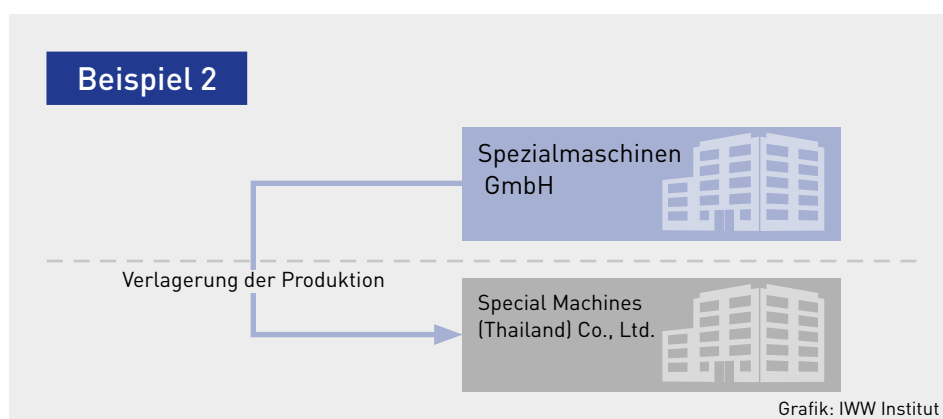 Beispiel 2
Spezialmaschinen
GmbH
Verlagerung der Produktion
Special Machines
(Thailand) Co., Ltd.
Grafik: IWW Institut